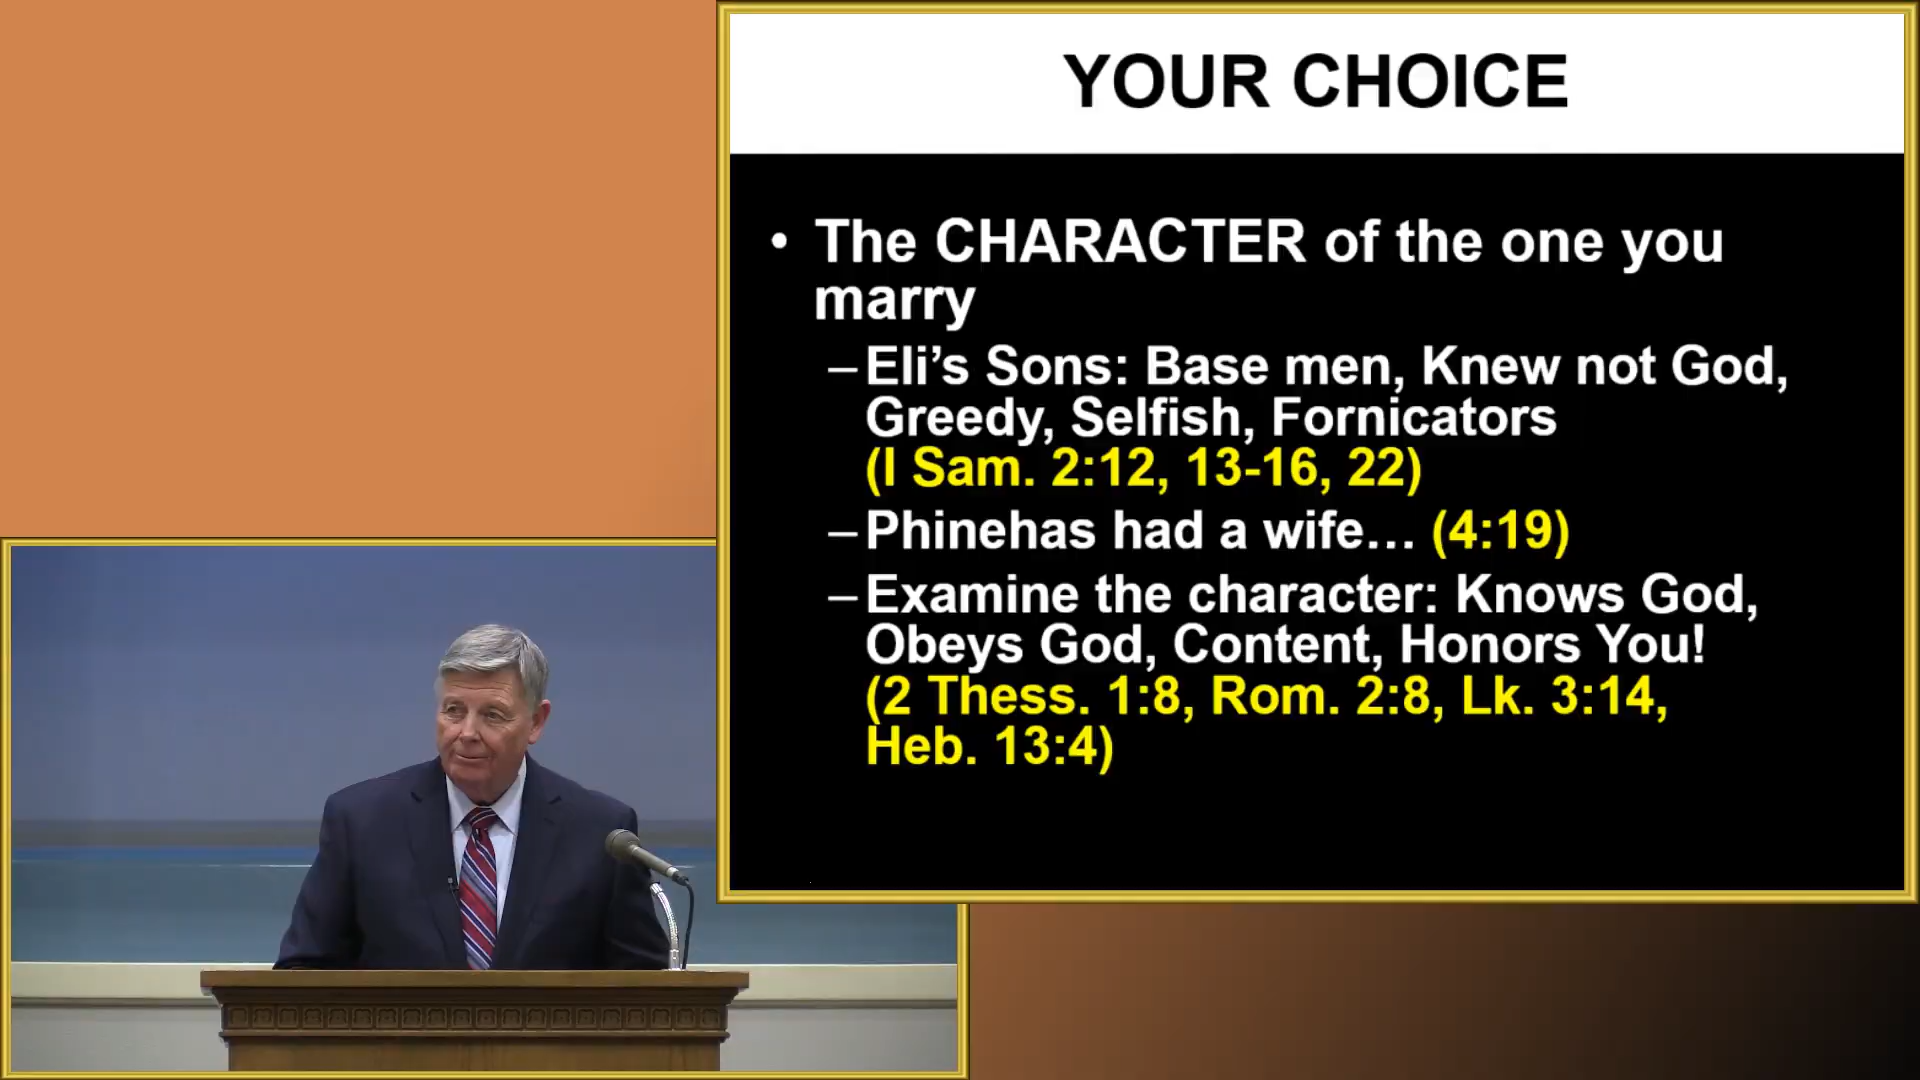 YOUR CHOICE
• The CHARACTER of the one you
marry
–Eli’s Sons: Base men, Knew not God,
Greedy, Selfish, Fornicators
(I Sam. 2:12, 13-16, 22)
–Phinehas had a wife… (4:19)
–Examine the character: Knows God,
Obeys God, Content, Honors You!
(2 Thess. 1:8, Rom. 2:8, Lk. 3:14,
Heb. 13:4)